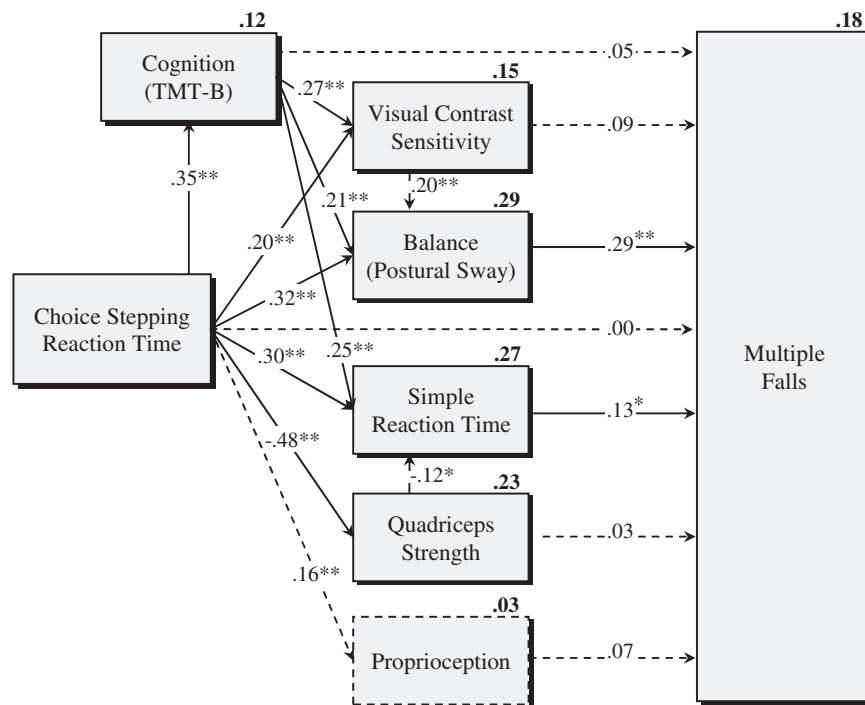 .12
.18
Cognition
(TMT-B)
.05
.27**
.15
Visual Contrast
Sensitivity
.09
.35**
.20**
.21**
.29
.20**
Balance
(Postural Sway)
.29**
.32**
Choice Stepping
Reaction Time
.00
.30**
.25**
.27
Multiple
Falls
Simple
Reaction Time
.13*
-.48**
-.12*
.23
Quadriceps
Strength
.03
.16**
.03
Proprioception
.07